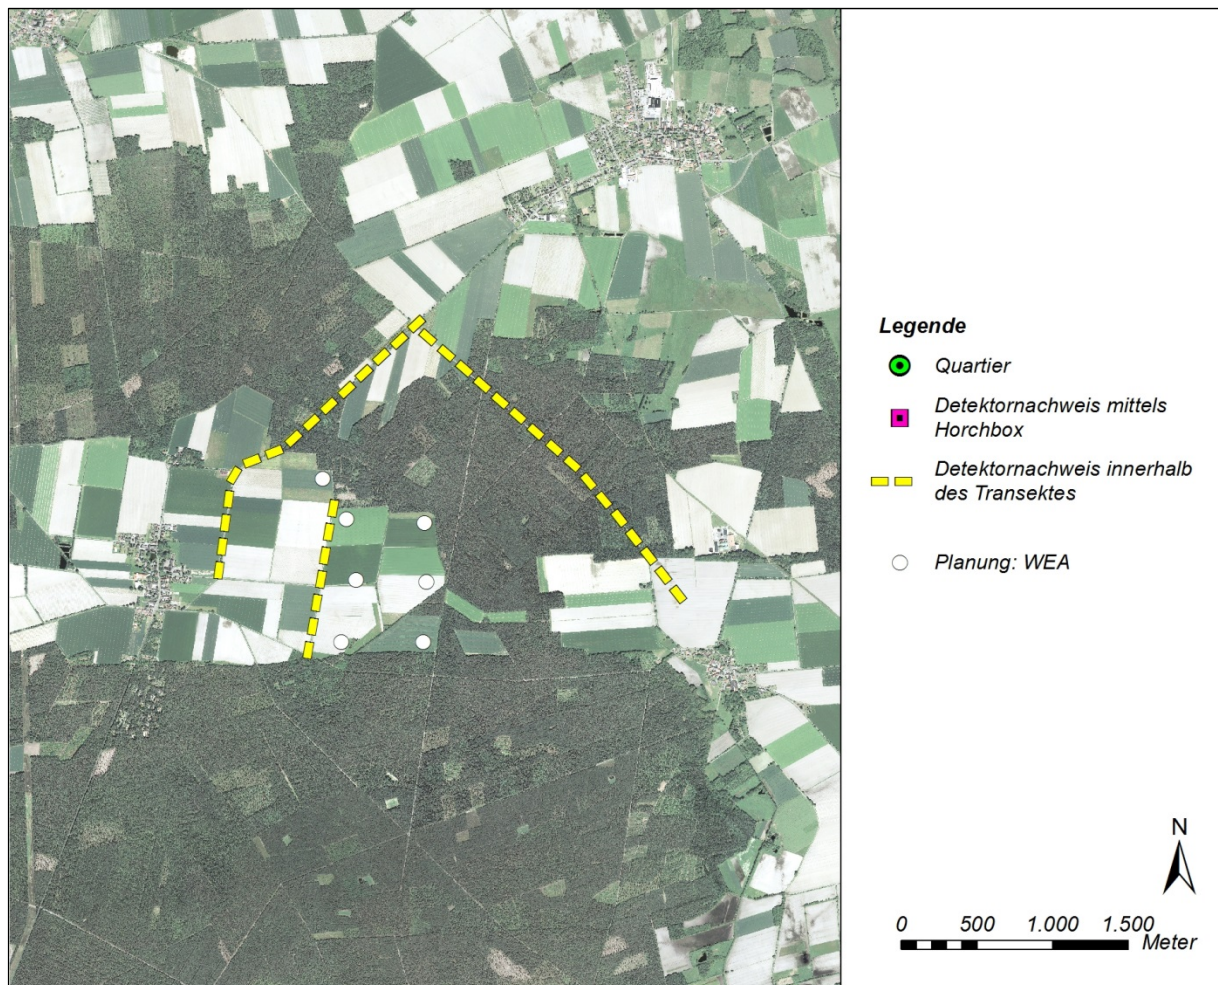 Legende
Quartier
Detektornachweis mittels
Horchbox
Detektornachweis innerhalb
des Transektes
Planung: WEA
N
0 500 1.000 1.500
Meter